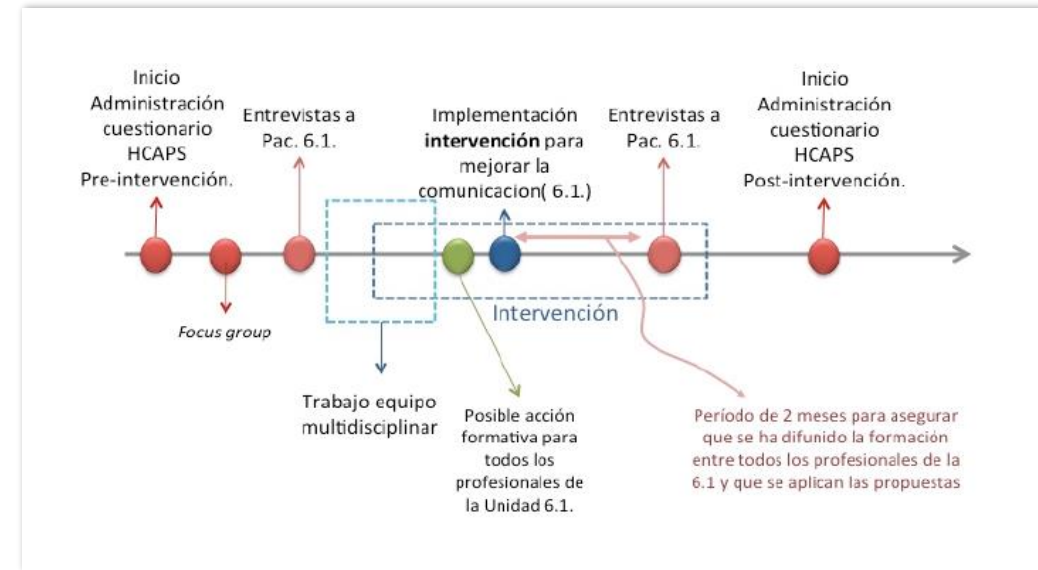 Inicio
Administración
cuestionario
HCAPS
Pre-intervención.
Entrevistas a
Pac. 6.1.
Implementación
intervención para
mejorar la
comunicacion( 6.1.)
Entrevistas a
Pac. 6.1.
Inicio
Administración
cuestionario
HCAPS
Post-intervención.
Focus group
Intervención
Trabajo equipo
multidisciplinar
Posible acción
formativa para
todos los
profesionales de
la Unidad 6.1.
Período de 2 meses para asegurar
que se ha difundido la formación
entre todos los profesionales de la
6.1 y que se aplican las propuestas